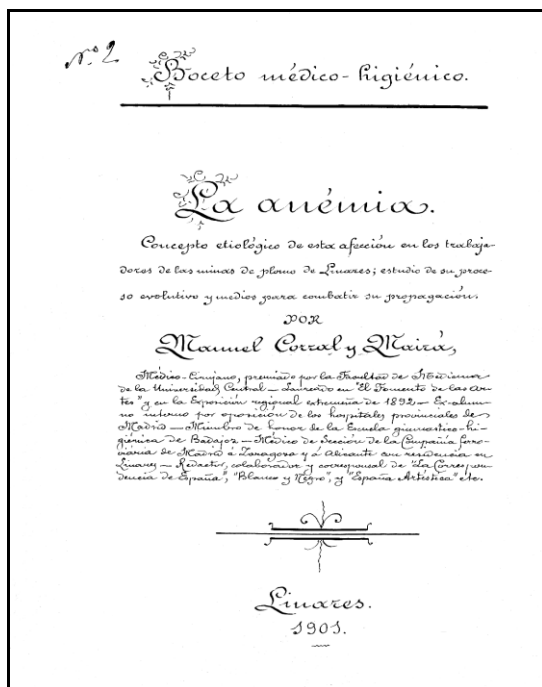 Nº 2
Boceto médico-higiénico.
La anémia.
Concepto etiológico de esta afección en los trabaja-
dores de las minas de plomo de Linares; estudio de su proce-
so evolutivo y medios para combatir su propagación.
POR
Manuel Corral y Mairá,
Médico-Cirujano, premiado por la Facultad de Medicina
de la Universidad Central — Laureado en "El Fomento de las Ar-
tes" y en la Exposición regional extremeña de 1892 — Ex-alum-
no interno por oposición de los hospitales provinciales de
Madrid — Miembro de honor de la Escuela gimnastico-hi-
giénica de Badajoz — Médico de Sección de la Compañía ferro-
viaria de Madrid á Zaragoza y á Alicante con residencia en
Linares — Redactor, colaborador y corresponsal de "La Correspon-
dencia de España", "Blanco y Negro", y "España Artística" etc.
Linares.
1901.